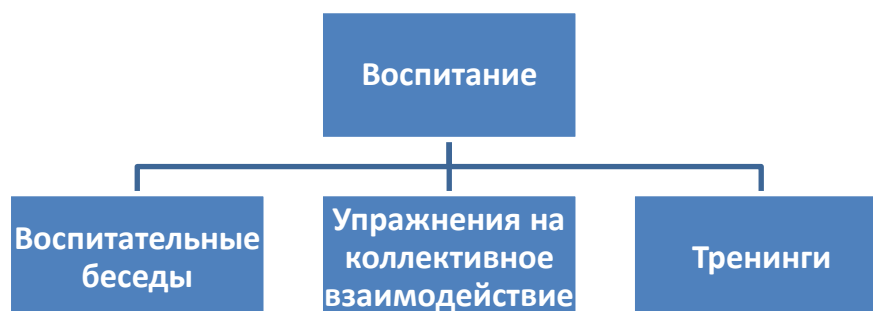 Воспитание
Воспитательные
беседы
Упражнения на
коллективное
взаимодействие
Тренинги